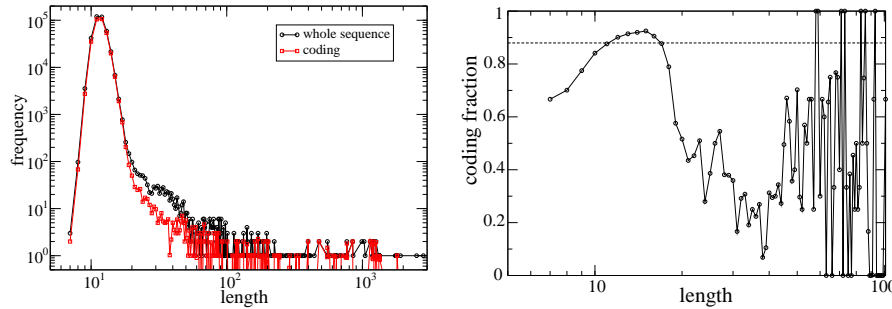 10^5
10^4
10^3
10^2
10^1
10^0
frequency
10^1 10^2 10^3
length
whole sequence
coding
1
0.8
0.6
0.4
0.2
0
coding fraction
10 100
length